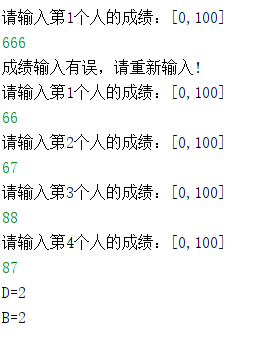 请输入第1个人的成绩：[0,100]
666
成绩输入有误，请重新输入!
请输入第1个人的成绩：[0,100]
66
请输入第2个人的成绩：[0,100]
67
请输入第3个人的成绩：[0,100]
88
请输入第4个人的成绩：[0,100]
87
D=2
B=2